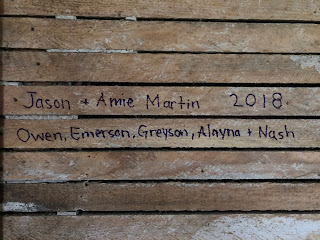 Jason + Amie Martin 2018.
Owen, Emerson, Greyson, Alayna + Nash